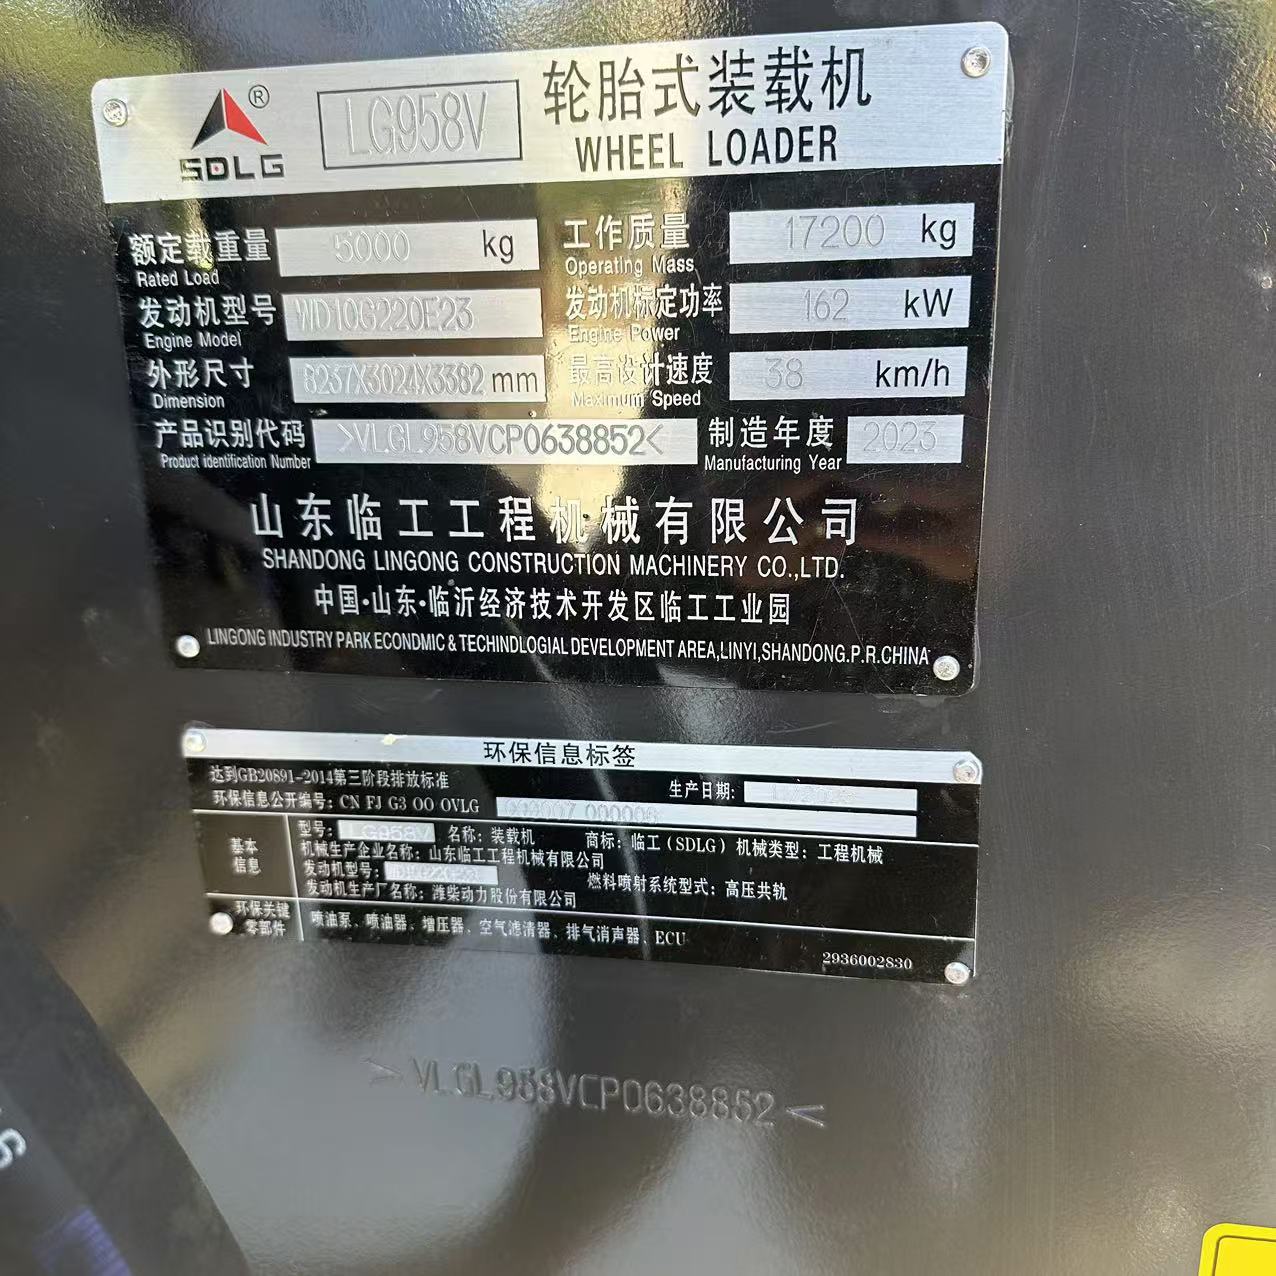 ® LG958V 轮胎式装载机
SDLG WHEEL LOADER
额定载重量 5000 kg 工作质量 17200 kg
Rated Load Operating Mass
发动机型号 WD10G220E23 发动机标定功率 162 kW
Engine Model Engine Power
外形尺寸 8237X3024X3382 mm 最高设计速度 38 km/h
Dimension Maximum Speed
产品识别代码 >VLGL958VCP0638852< 制造年度 2023
Product identification Number Manufacturing Year
山东临工工程机械有限公司
SHANDONG LINGONG CONSTRUCTION MACHINERY CO.,LTD.
中国·山东·临沂经济技术开发区临工工业园
LINGONG INDUSTRY PARK ECONDMIC & TECHINDLOGIAL DEVELOPMENT AREA,LINYI,SHANDONG.P.R.CHINA
环保信息标签
达到GB20891-2014第三阶段排放标准 生产日期:
环保信息公开编号: CN FJ G3 OO OVLG
基本信息
型号: LG958V 名称: 装载机 商标: 临工(SDLG) 机械类型: 工程机械
机械生产企业名称: 山东临工工程机械有限公司
发动机型号: 燃料喷射系统型式: 高压共轨
发动机生产厂名称: 潍柴动力股份有限公司
环保关键零部件 喷油泵、喷油器、增压器、空气滤清器、排气消声器、ECU
2936002830
>VLGL958VCP0638852<